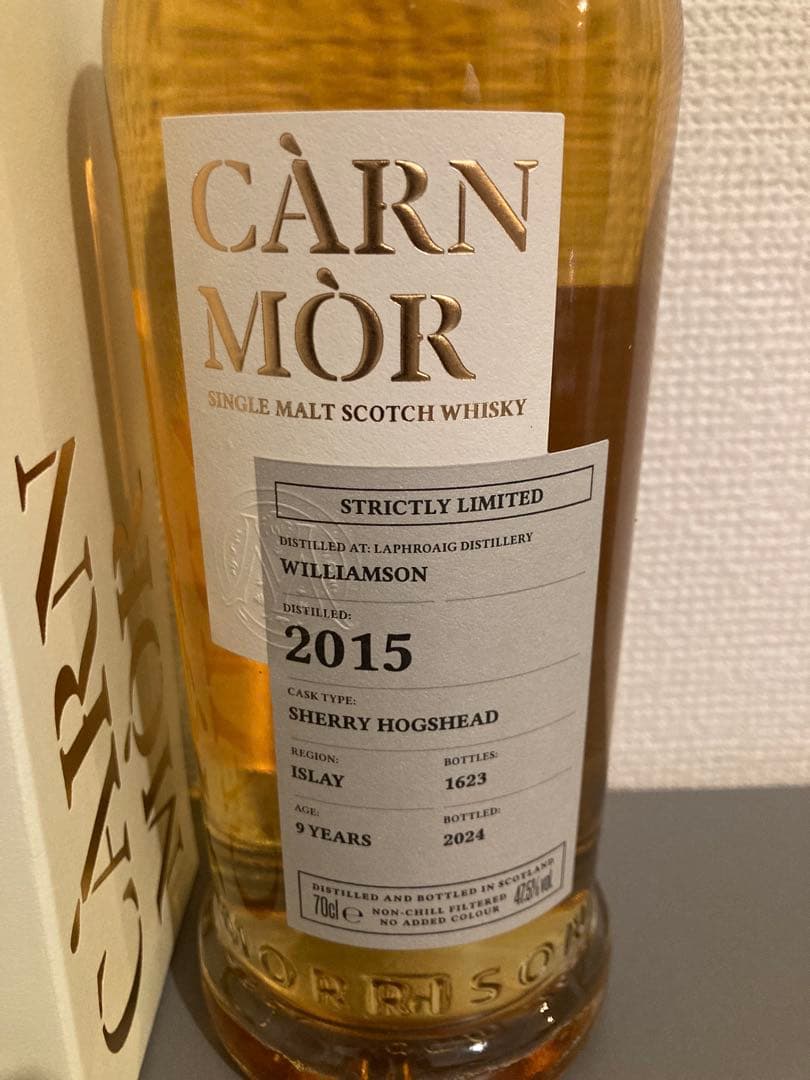 CÀRN
MÒR
SINGLE MALT SCOTCH WHISKY
STRICTLY LIMITED
DISTILLED AT: LAPHROAIG DISTILLERY
WILLIAMSON
DISTILLED:
2015
CASK TYPE:
SHERRY HOGSHEAD
REGION:
ISLAY
BOTTLES:
1623
AGE:
9 YEARS
BOTTLED:
2024
DISTILLED AND BOTTLED IN SCOTLAND
70cl e
NON-CHILL FILTERED
NO ADDED COLOUR
47.5% vol
MORRISON
CÀRN
MÒR